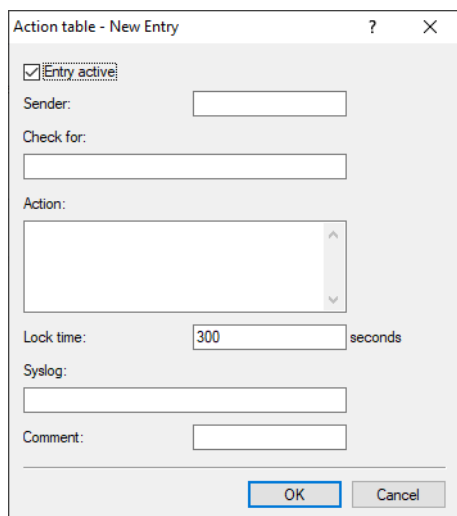 Action table - New Entry
Entry active
Sender:
Check for:
Action:
Lock time: 300 seconds
Syslog:
Comment:
OK Cancel